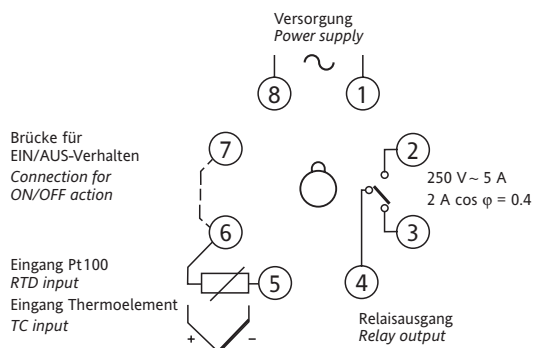 Versorgung
Power supply
8
1
Brücke für
EIN/AUS-Verhalten
Connection for
ON/OFF action
7
2
250 V ~ 5 A
2 A cos φ = 0.4
6
3
Eingang Pt100
RTD input
5
4
Eingang Thermoelement
TC input
+
–
Relaisausgang
Relay output